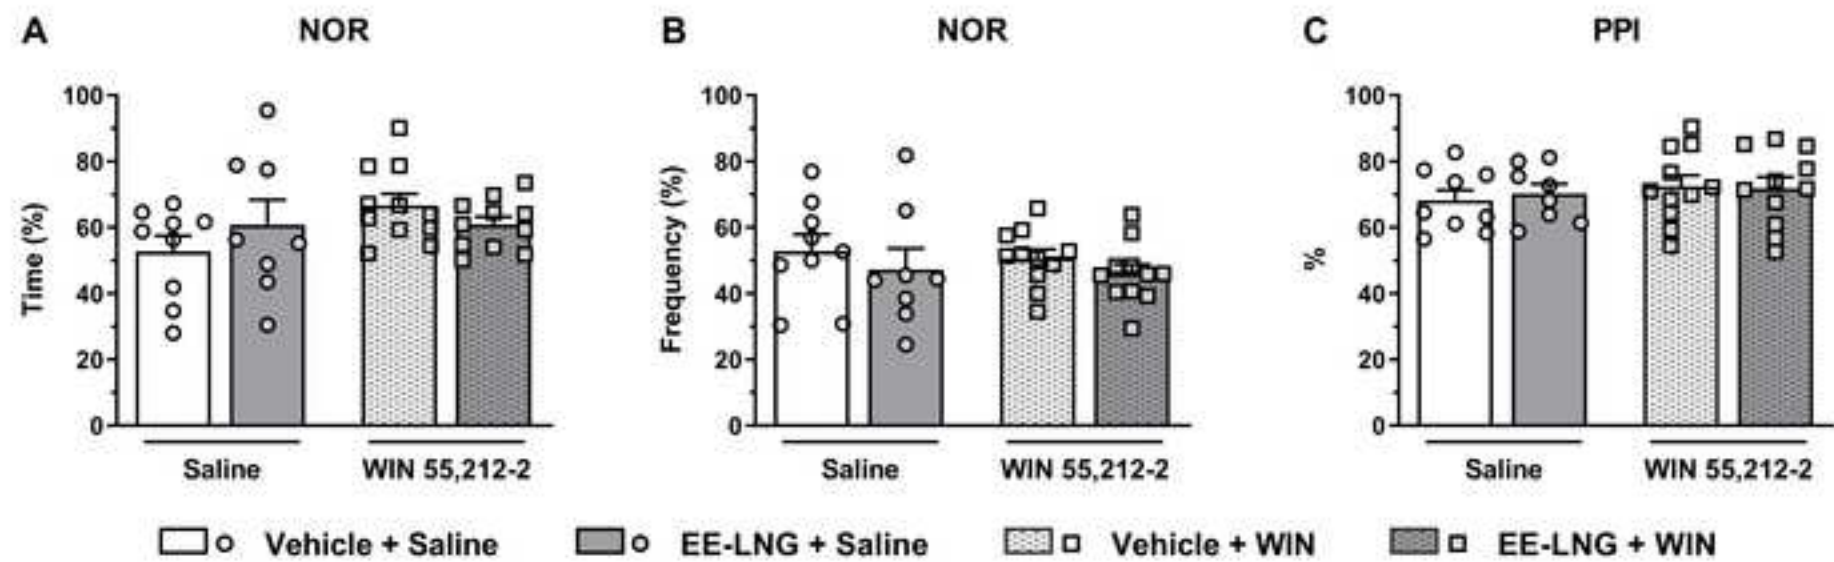 A NOR
Time (%)
100
80
60
40
20
0
Saline WIN 55,212-2
B NOR
Frequency (%)
100
80
60
40
20
0
Saline WIN 55,212-2
C PPI
%
100
80
60
40
20
0
Saline WIN 55,212-2
Vehicle + Saline EE-LNG + Saline Vehicle + WIN EE-LNG + WIN